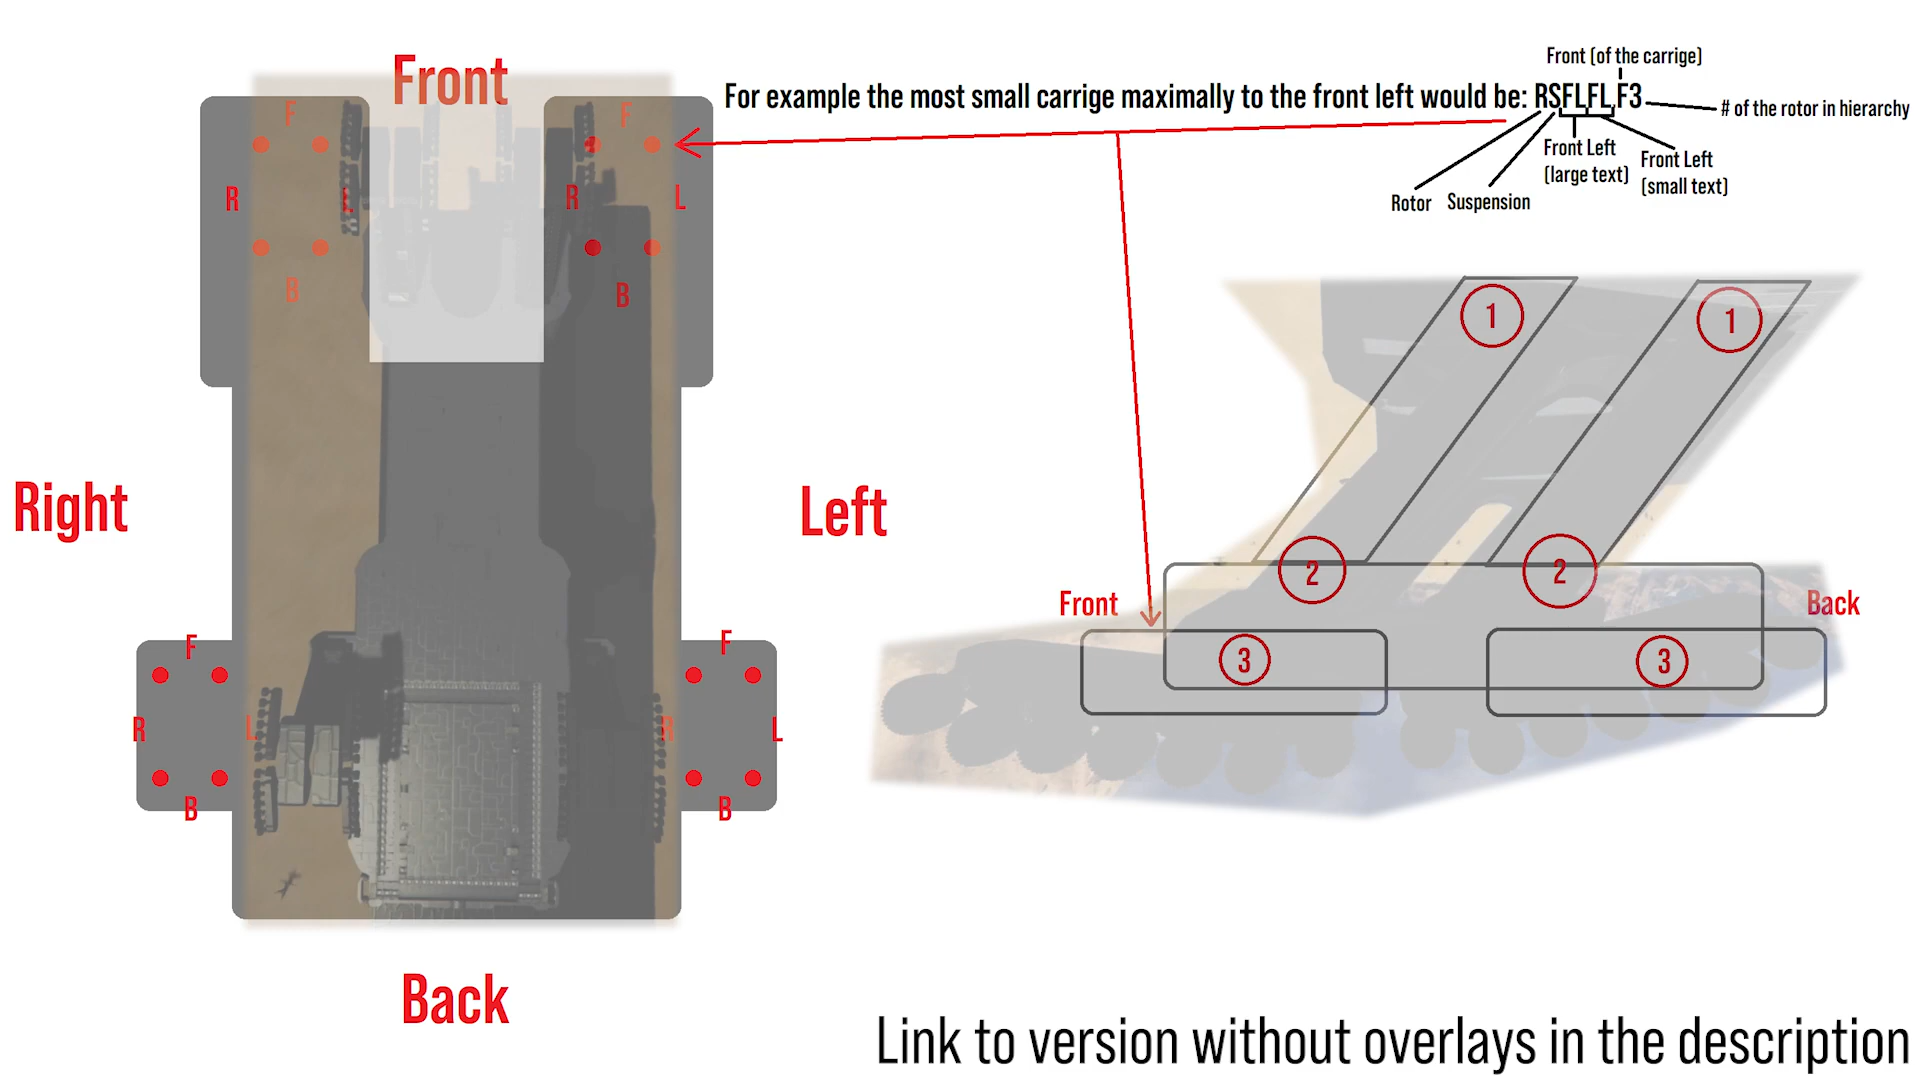 Front
For example the most small carrige maximally to the front left would be: RSFLFL,F3
Front (of the carrige)
# of the rotor in hierarchy
Front Left
(large text)
Front Left
(small text)
Rotor
Suspension
F
F
R
L
R
L
B
B
Right
Left
F
F
R
L
R
L
B
B
Back
1
1
2
2
Front
Back
3
3
Link to version without overlays in the description